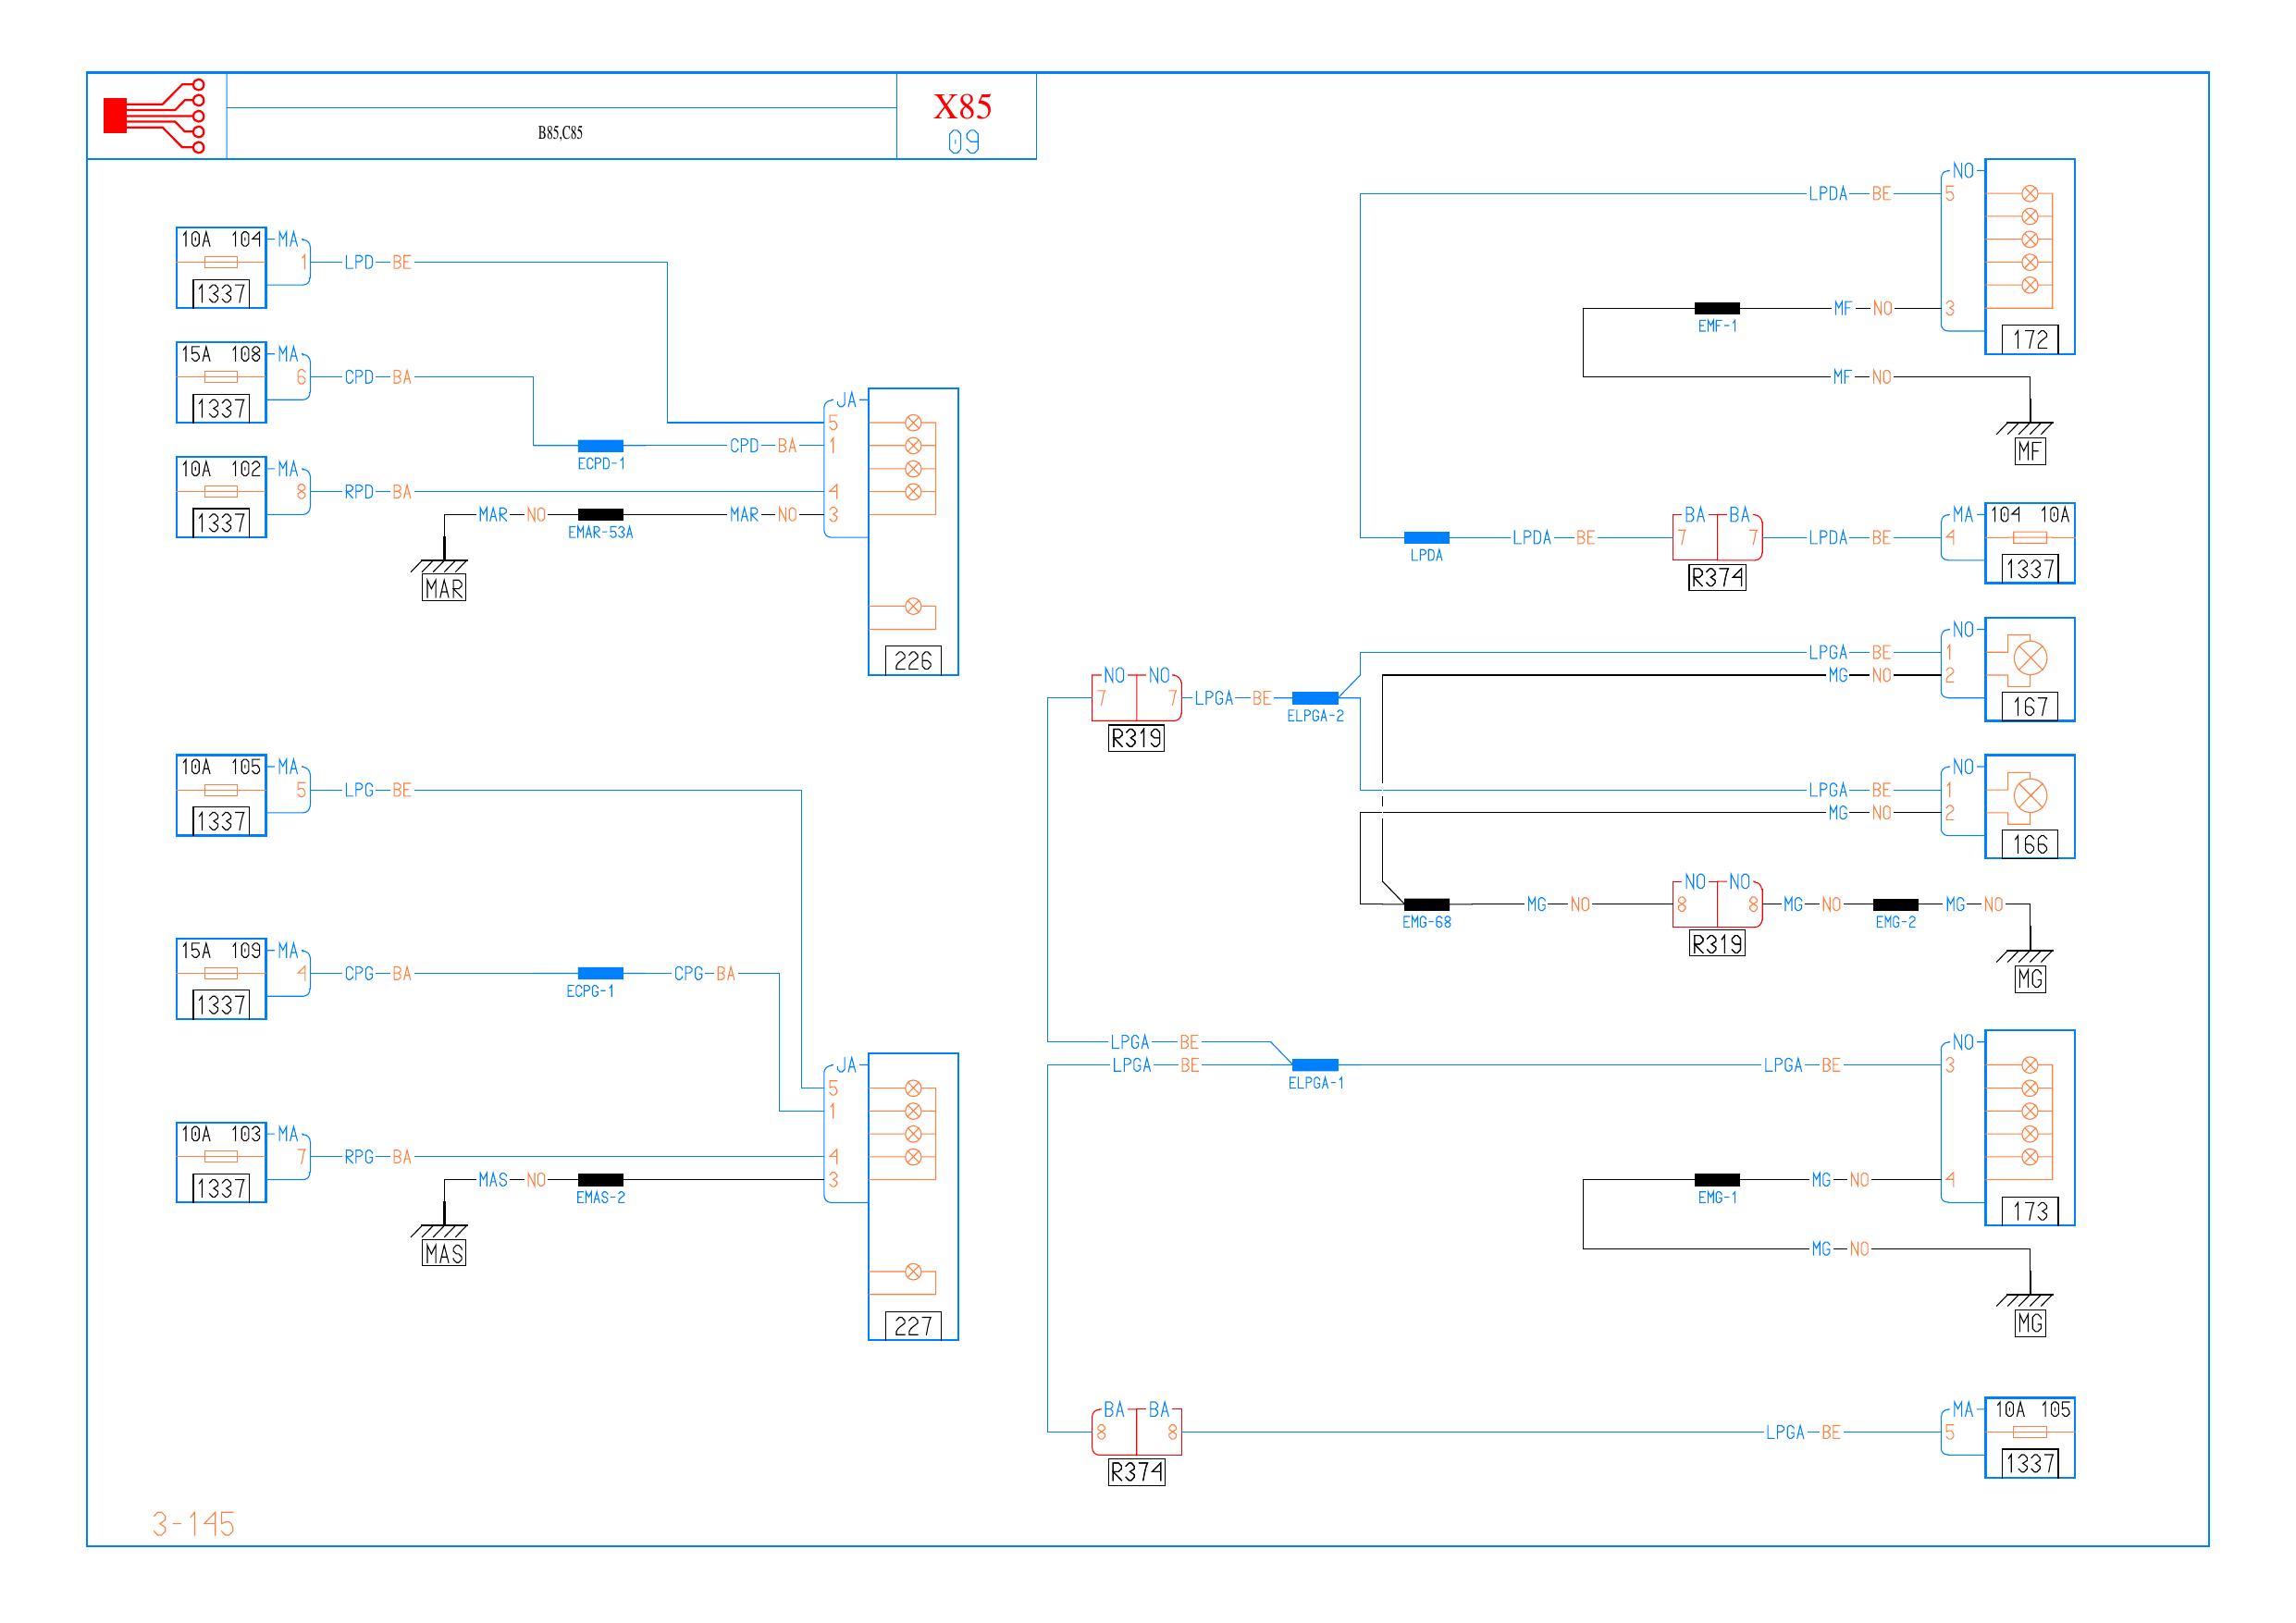 B85,C85
X85
09
10A 104 MA
1 LPD BE
1337
15A 108 MA
6 CPD BA
1337
10A 102 MA
8 RPD BA
1337
ECPD-1
CPD BA
MAR NO
EMAR-53A
MAR NO
MAR
JA
5
1
4
3
226
10A 105 MA
5 LPG BE
1337
15A 109 MA
4 CPG BA
1337
ECPG-1
CPG BA
10A 103 MA
7 RPG BA
1337
MAS NO
EMAS-2
MAS
JA
5
1
4
3
227
LPDA BE
NO
5
3
172
EMF-1
MF NO
MF NO
MF
LPDA
LPDA BE
BA BA
7 7
R374
LPDA BE
MA 104 10A
4
1337
NO NO
7 7
R319
LPGA BE
ELPGA-2
LPGA BE
MG NO
NO
1
2
167
LPGA BE
MG NO
NO
1
2
166
EMG-68
MG NO
NO NO
8 8
R319
MG NO
EMG-2
MG NO
MG
LPGA BE
LPGA BE
ELPGA-1
LPGA BE
NO
3
4
173
EMG-1
MG NO
MG NO
MG
BA BA
8 8
R374
LPGA BE
MA 10A 105
5
1337
3-145